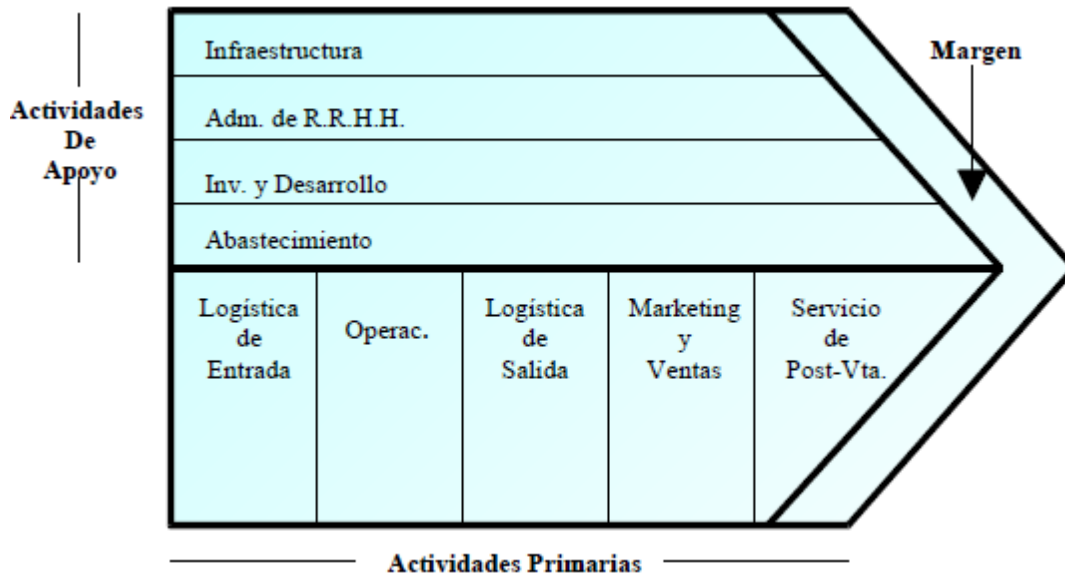 Actividades
De
Apoyo
Infraestructura
Adm. de R.R.H.H.
Inv. y Desarrollo
Abastecimiento
Margen
Logística
de
Entrada
Operac.
Logística
de
Salida
Marketing
y
Ventas
Servicio
de
Post-Vta.
Actividades Primarias